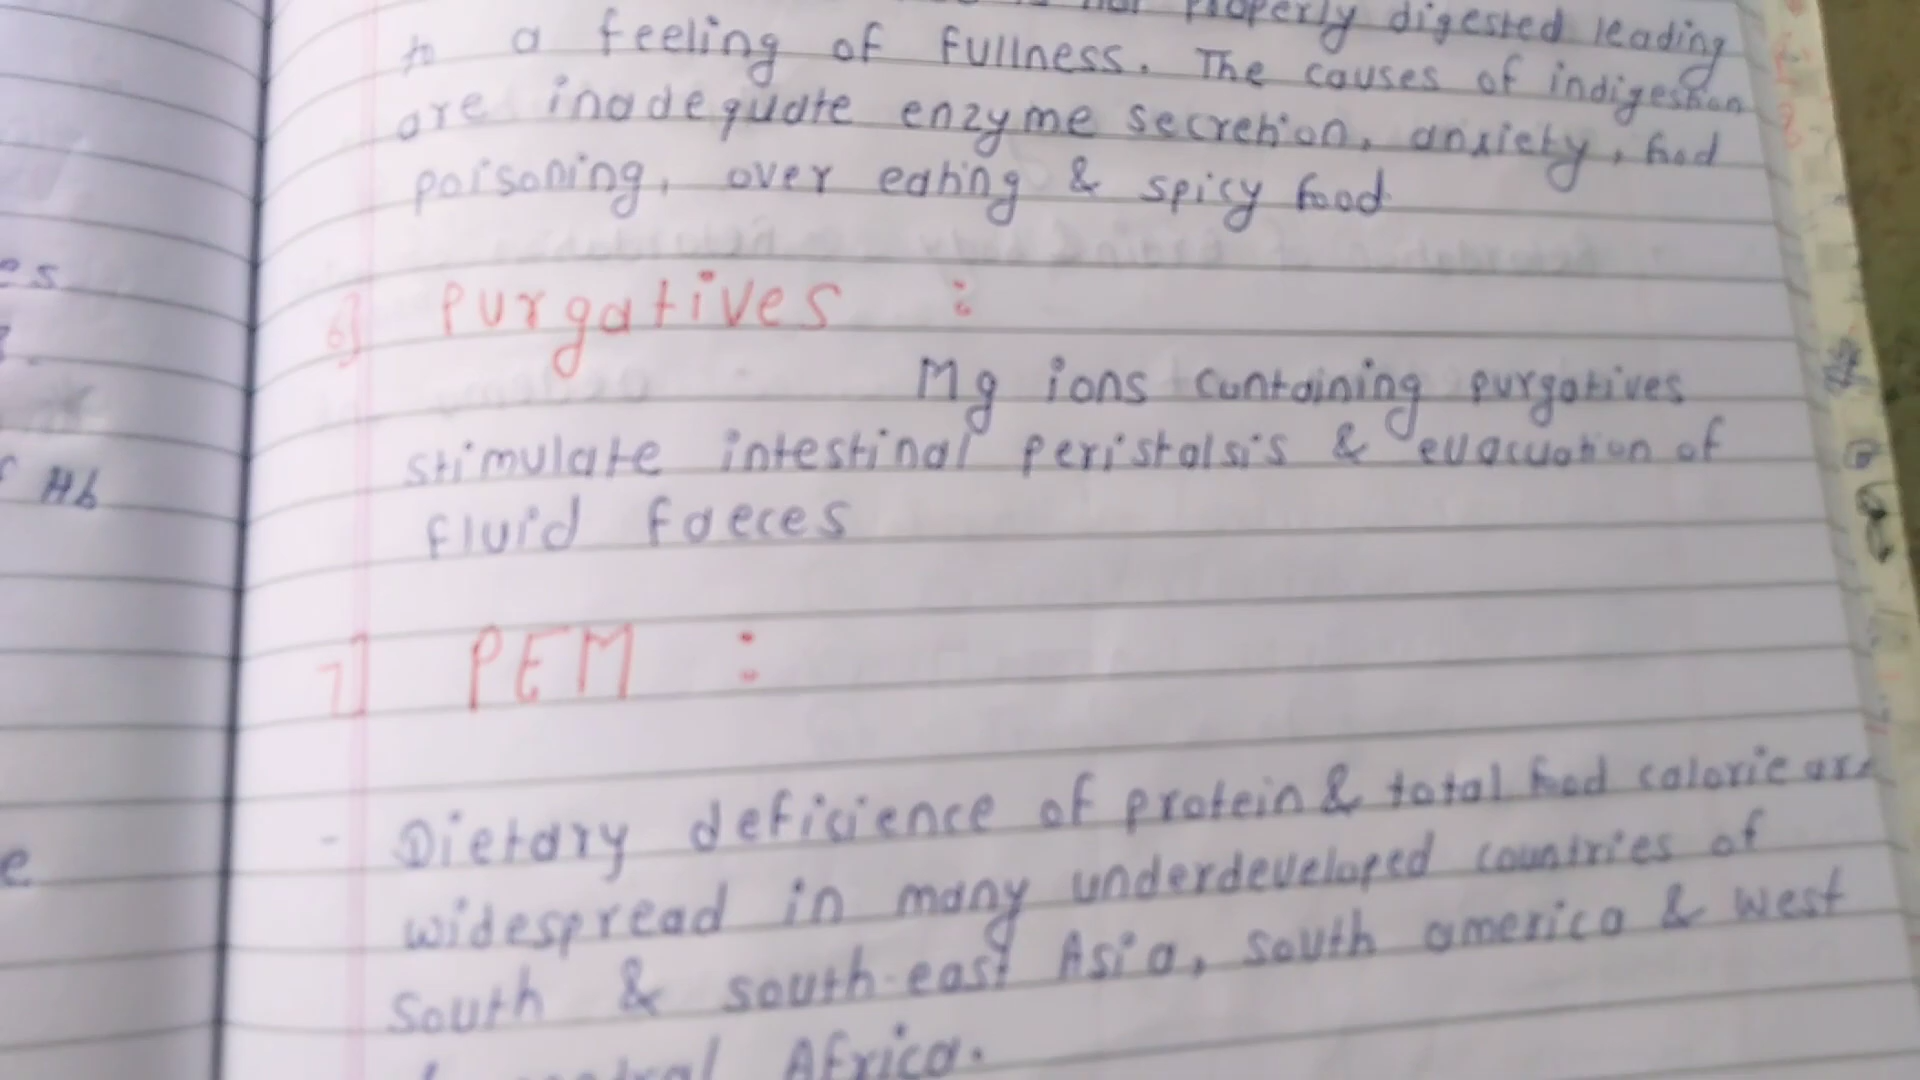 properly digested leading
to a feeling of fullness. The causes of indigestion
are inadequate enzyme secretion, anxiety, food
poisoning, over eating & spicy food
6] Purgatives :
Mg ions containing purgatives
stimulate intestinal peristalsis & evacuation of
fluid faeces
7] PEM :
- Dietary deficience of protein & total food calorie are
widespread in many underdeveloped countries of
South & south-east Asia, south america & west
Africa.
es
Hb
e